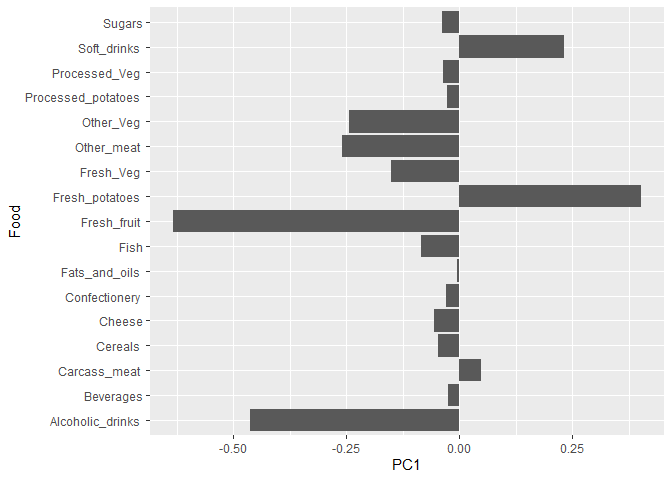 Sugars
Soft_drinks
Processed_Veg
Processed_potatoes
Other_Veg
Other_meat
Fresh_Veg
Fresh_potatoes
Fresh_fruit
Fish
Fats_and_oils
Confectionery
Cheese
Cereals
Carcass_meat
Beverages
Alcoholic_drinks
Food
-0.50 -0.25 0.00 0.25
PC1